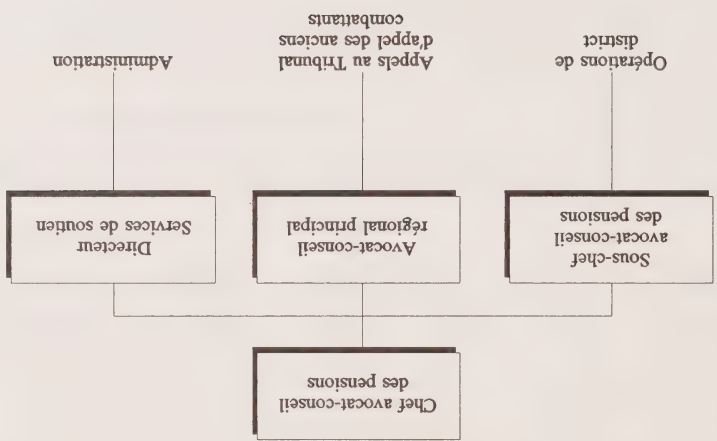 Chef avocat-conseil
des pensions
Sous-chef
avocat-conseil
des pensions
Avocat-conseil
régional principal
Directeur
Services de soutien
Opérations de
district
Appels au Tribunal
d'appel des anciens
combattants
Administration